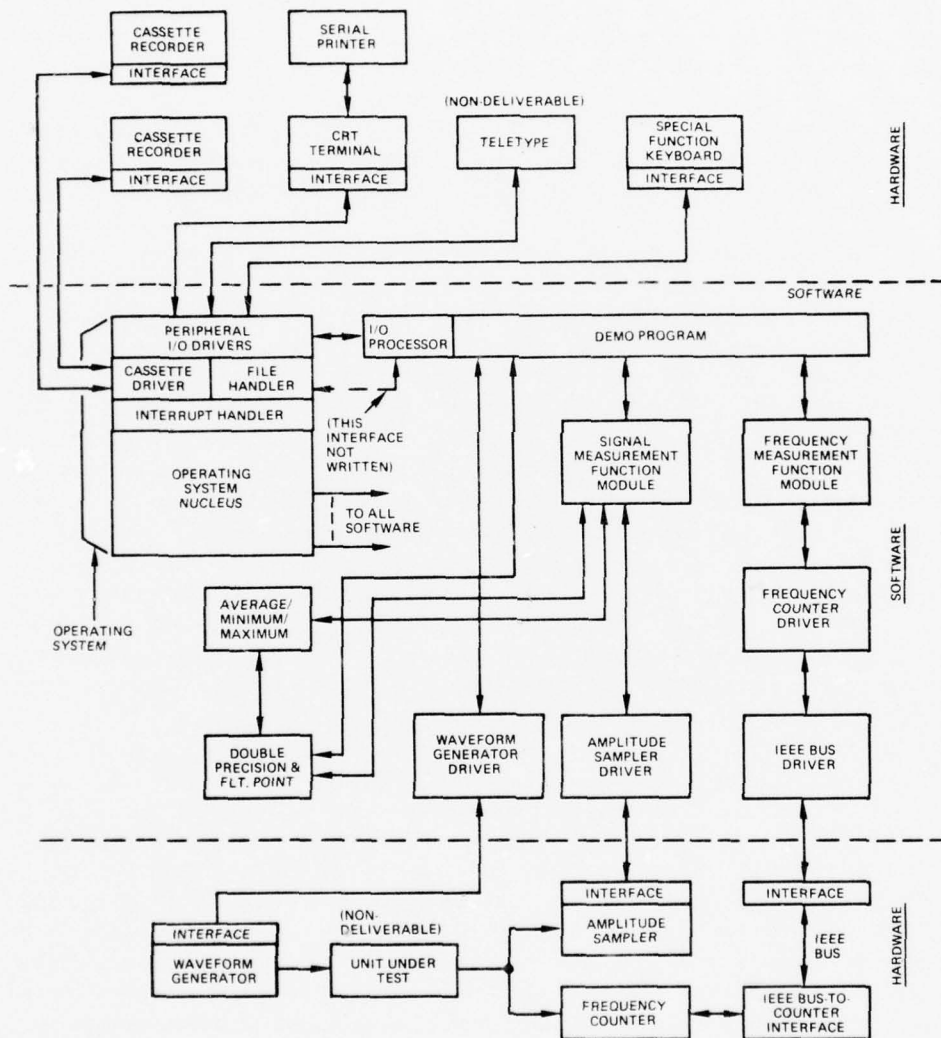 CASSETTE
RECORDER
INTERFACE
SERIAL
PRINTER
CASSETTE
RECORDER
INTERFACE
CRT
TERMINAL
INTERFACE
(NON-DELIVERABLE)
TELETYPE
SPECIAL
FUNCTION
KEYBOARD
INTERFACE
HARDWARE
SOFTWARE
PERIPHERAL
I/O DRIVERS
I/O
PROCESSOR
DEMO PROGRAM
CASSETTE
DRIVER
FILE
HANDLER
INTERRUPT HANDLER
(THIS
INTERFACE
NOT
WRITTEN)
OPERATING
SYSTEM
NUCLEUS
TO ALL
SOFTWARE
SIGNAL
MEASUREMENT
FUNCTION
MODULE
FREQUENCY
MEASUREMENT
FUNCTION
MODULE
SOFTWARE
OPERATING
SYSTEM
AVERAGE/
MINIMUM/
MAXIMUM
FREQUENCY
COUNTER
DRIVER
DOUBLE
PRECISION &
FLT. POINT
WAVEFORM
GENERATOR
DRIVER
AMPLITUDE
SAMPLER
DRIVER
IEEE BUS
DRIVER
INTERFACE
WAVEFORM
GENERATOR
(NON-
DELIVERABLE)
UNIT UNDER
TEST
INTERFACE
AMPLITUDE
SAMPLER
INTERFACE
IEEE
BUS
HARDWARE
FREQUENCY
COUNTER
IEEE BUS-TO-
COUNTER
INTERFACE